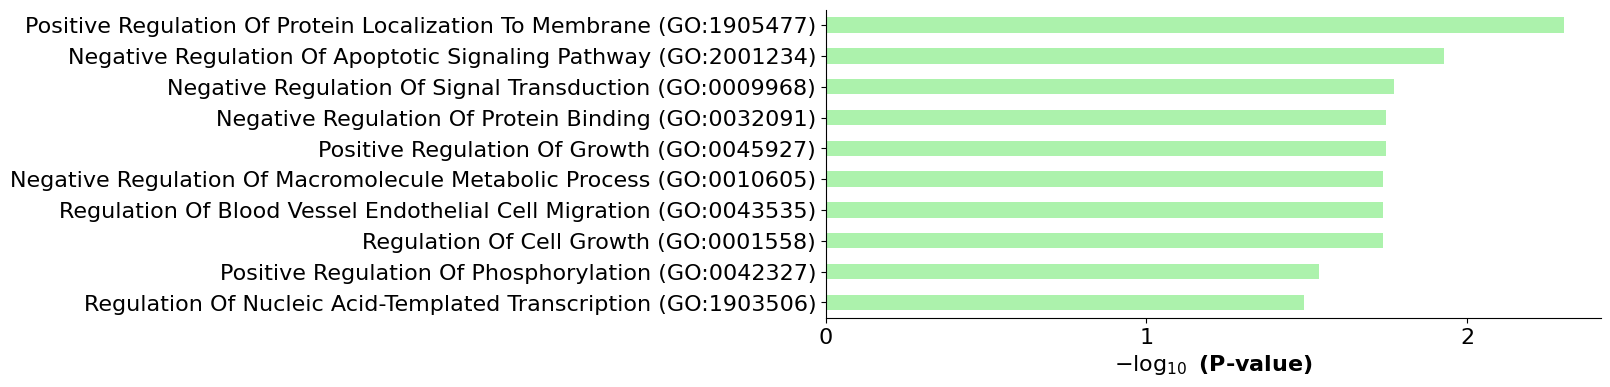 Positive Regulation Of Protein Localization To Membrane (GO:1905477)
Negative Regulation Of Apoptotic Signaling Pathway (GO:2001234)
Negative Regulation Of Signal Transduction (GO:0009968)
Negative Regulation Of Protein Binding (GO:0032091)
Positive Regulation Of Growth (GO:0045927)
Negative Regulation Of Macromolecule Metabolic Process (GO:0010605)
Regulation Of Blood Vessel Endothelial Cell Migration (GO:0043535)
Regulation Of Cell Growth (GO:0001558)
Positive Regulation Of Phosphorylation (GO:0042327)
Regulation Of Nucleic Acid-Templated Transcription (GO:1903506)
0 1 2
−log₁₀ (P-value)